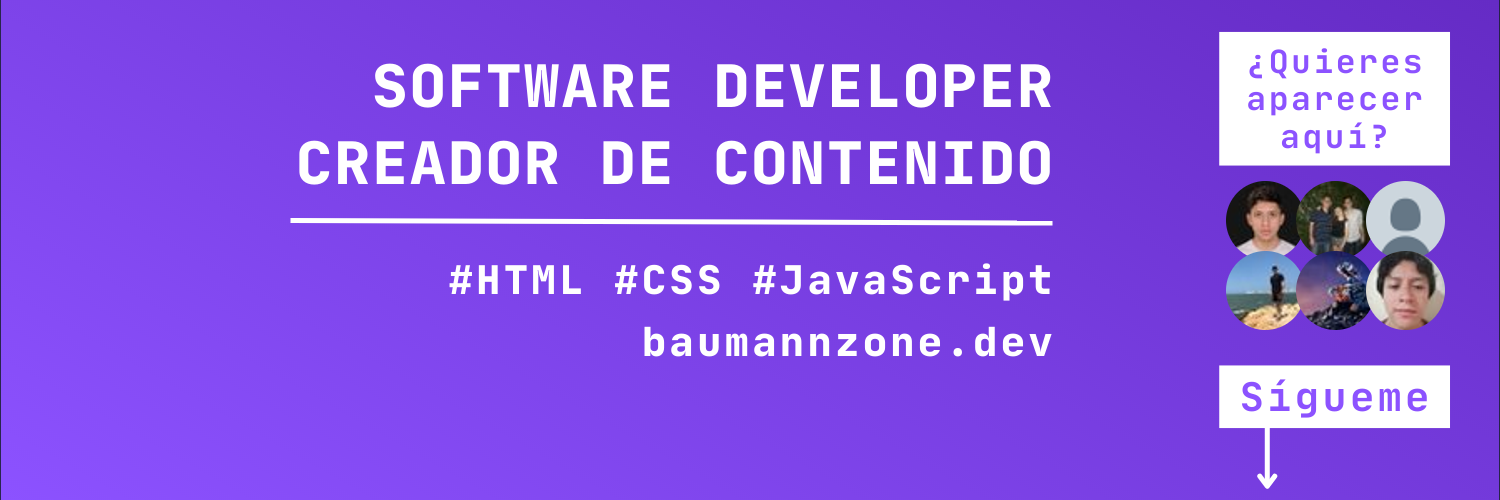 SOFTWARE DEVELOPER
CREADOR DE CONTENIDO
#HTML #CSS #JavaScript
baumannzone.dev
¿Quieres
aparecer
aquí?
Sígueme